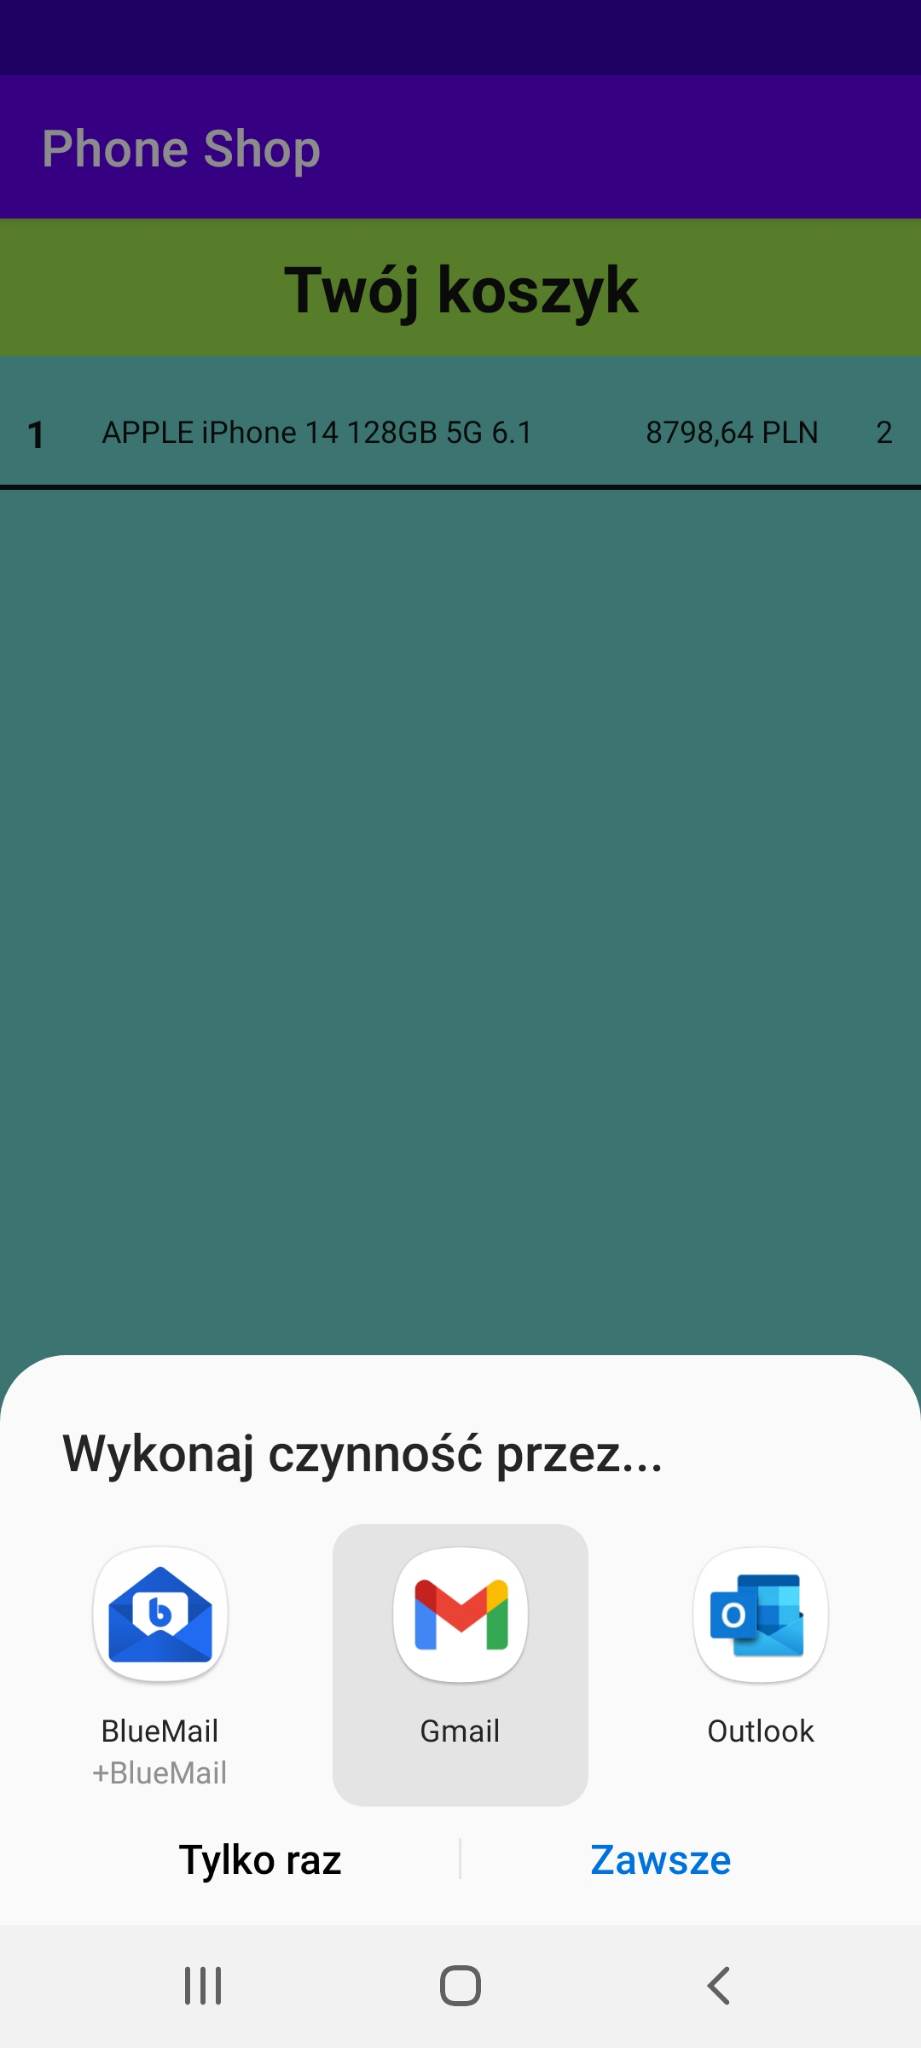 Phone Shop
Twój koszyk
1 APPLE iPhone 14 128GB 5G 6.1 8798,64 PLN 2
Wykonaj czynność przez...
BlueMail Gmail Outlook
+BlueMail
Tylko raz Zawsze